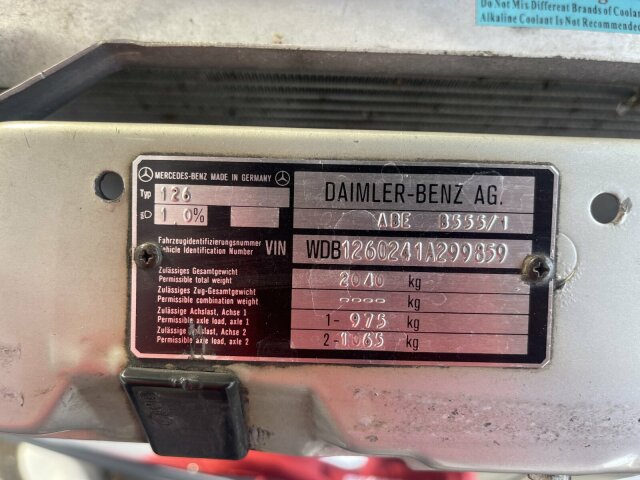 Do Not Mix Different Brands of Coolan
Alkaline Coolant Is Not Recommended
MERCEDES-BENZ MADE IN GERMANY
Typ 126
1 0%
DAIMLER-BENZ AG.
ABE 8555/1
Fahrzeugidentifizierungsnummer
Vehicle Identification Number
VIN WDB1260241A299859
Zulässiges Gesamtgewicht
Permissible total weight
2040 kg
Zulässiges Zug-Gesamtgewicht
Permissible combination weight
kg
Zulässige Achslast, Achse 1
Permissible axle load, axle 1
1- 975 kg
Zulässige Achslast, Achse 2
Permissible axle load, axle 2
2- 1065 kg